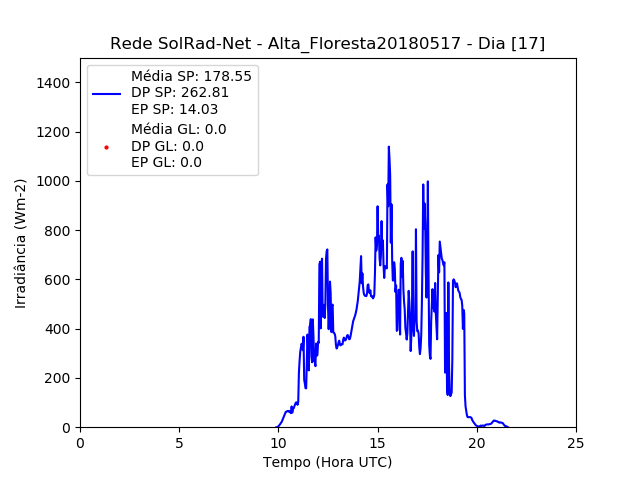 Rede SolRad-Net - Alta_Floresta20180517 - Dia [17]
Média SP: 178.55
DP SP: 262.81
EP SP: 14.03
Média GL: 0.0
DP GL: 0.0
EP GL: 0.0
1400
1200
1000
800
600
400
200
0
Irradiância (Wm-2)
0 5 10 15 20 25
Tempo (Hora UTC)